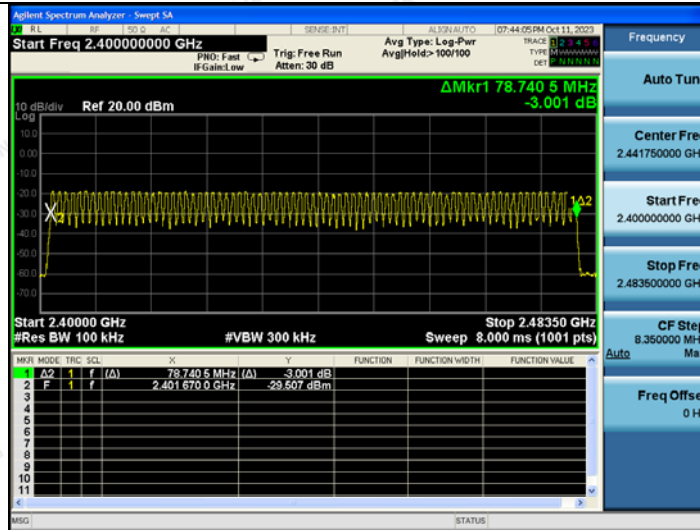 Agilent Spectrum Analyzer - Swept SA
LXI RL RF 50 Ω AC SENSE:INT ALIGN AUTO 07:44:05 PM Oct 11, 2023
Start Freq 2.400000000 GHz
PNO: Fast
IFGain:Low
Trig: Free Run
Atten: 30 dB
Avg Type: Log-Pwr
Avg|Hold:> 100/100
TRACE 1 2 3 4 5 6
TYPE M
DET P N N N N N
ΔMkr1 78.740 5 MHz
-3.001 dB
10 dB/div Ref 20.00 dBm
Log
10.0
0.00
-10.0
-20.0
-30.0
-40.0
-50.0
-60.0
-70.0
2
1Δ2
Start 2.40000 GHz Stop 2.48350 GHz
#Res BW 100 kHz #VBW 300 kHz Sweep 8.000 ms (1001 pts)
MKR MODE TRC SCL X Y FUNCTION FUNCTION WIDTH FUNCTION VALUE
1 Δ2 1 f (Δ) 78.740 5 MHz (Δ) -3.001 dB
2 F 1 f 2.401 670 0 GHz -29.507 dBm
3
4
5
6
7
8
9
10
11
MSG STATUS
Frequency
Auto Tun
Center Fre
2.441750000 GH
Start Fre
2.400000000 GH
Stop Fre
2.483500000 GH
CF Step
8.350000 MH
Auto Ma
Freq Offse
0 H